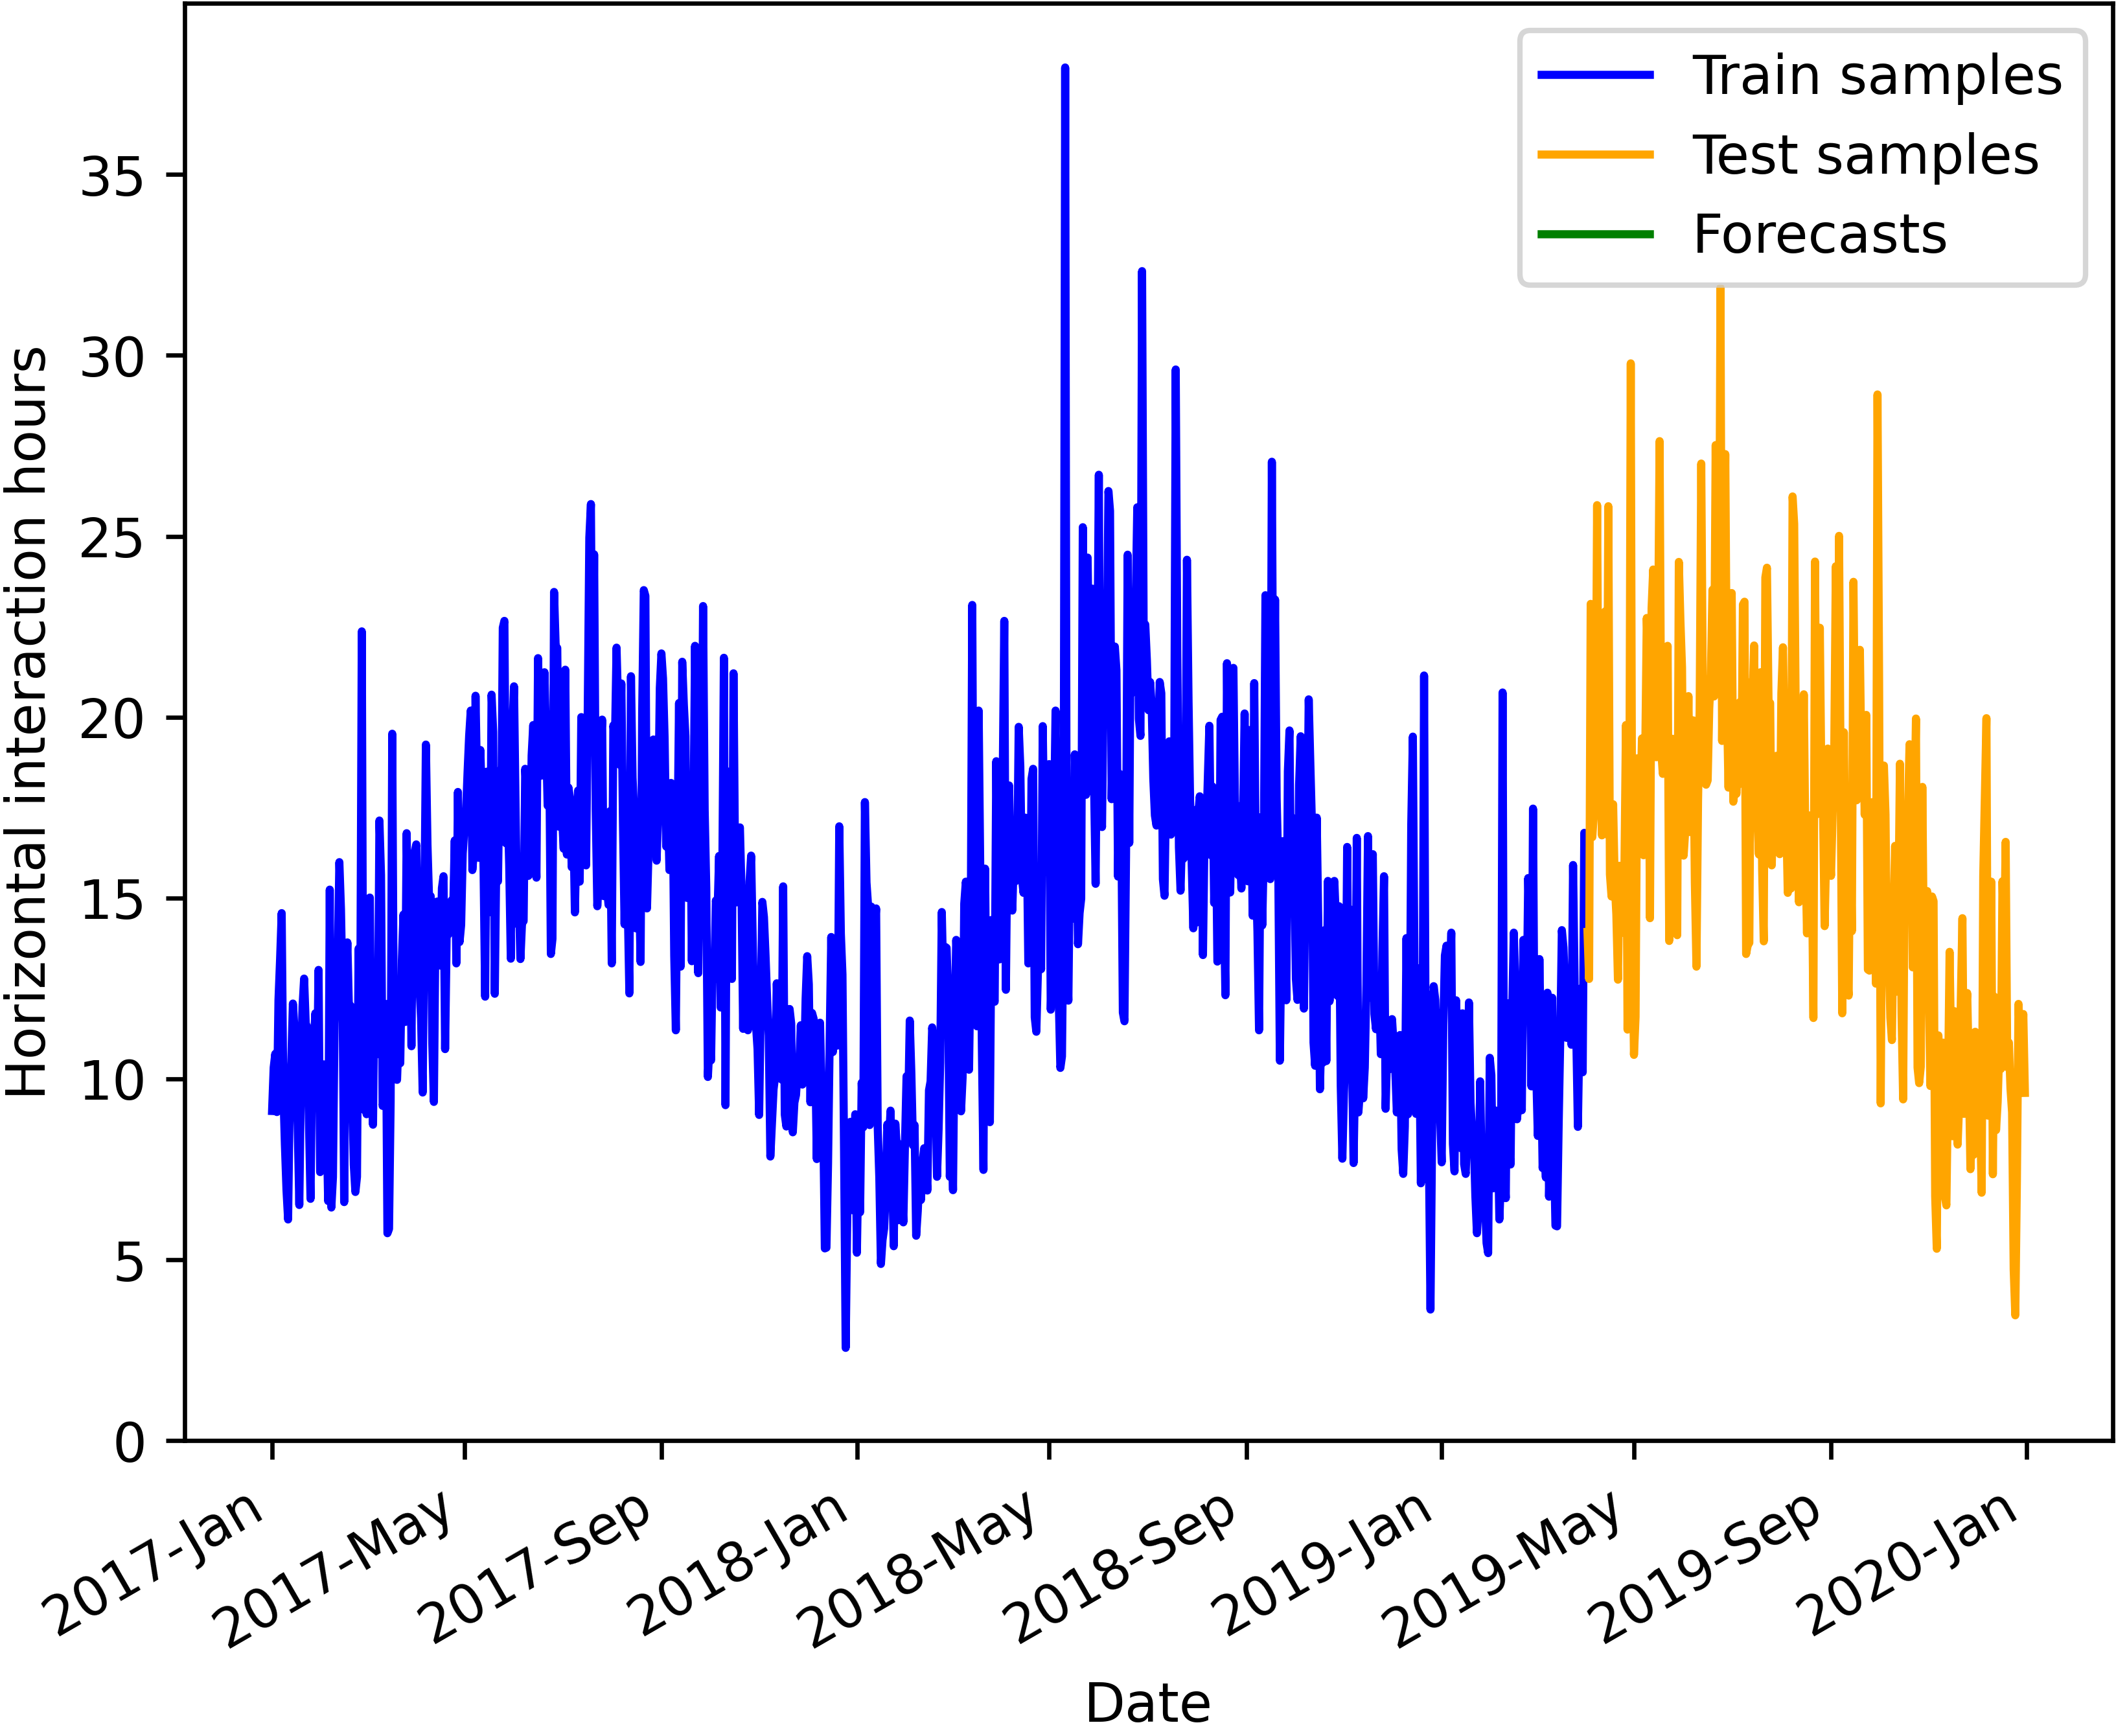 Train samples
Test samples
Forecasts
Horizontal interaction hours
35
30
25
20
15
10
5
0
2017-Jan
2017-May
2017-Sep
2018-Jan
2018-May
2018-Sep
2019-Jan
2019-May
2019-Sep
2020-Jan
Date